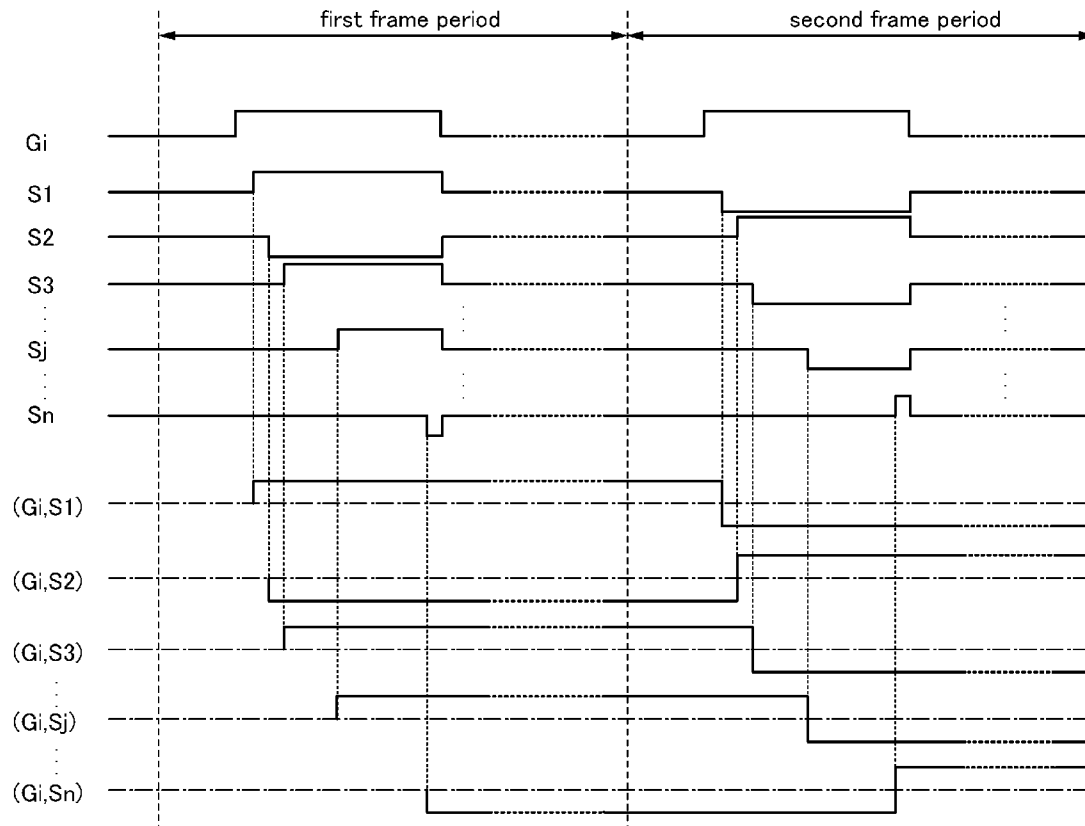 first frame period
second frame period
Gi
S1
S2
S3
Sj
Sn
(Gi,S1)
(Gi,S2)
(Gi,S3)
(Gi,Sj)
(Gi,Sn)